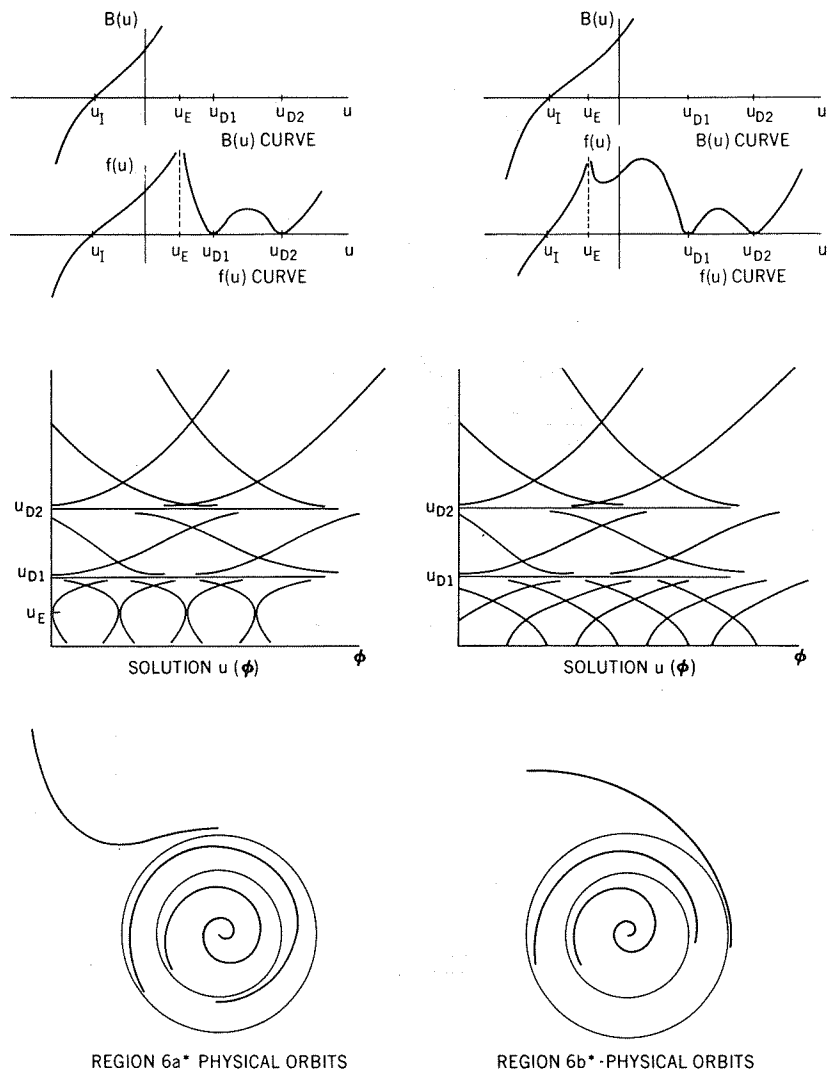 B(u)
u_I u_E u_D1 u_D2 u
B(u) CURVE
f(u)
u_I u_E u_D1 u_D2 u
f(u) CURVE
B(u)
u_I u_E u_D1 u_D2 u
B(u) CURVE
f(u)
u_I u_E u_D1 u_D2 u
f(u) CURVE
u_D2
u_D1
u_E
ϕ
SOLUTION u (ϕ)
u_D2
u_D1
ϕ
SOLUTION u (ϕ)
REGION 6a* PHYSICAL ORBITS
REGION 6b* -PHYSICAL ORBITS